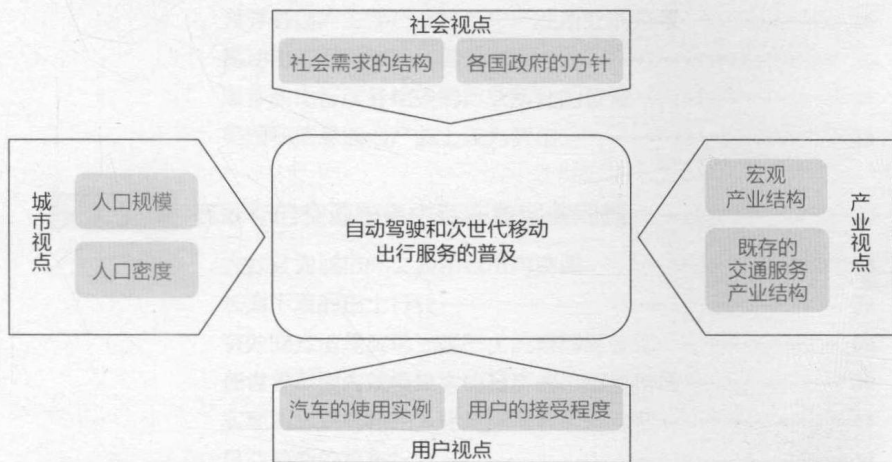 社会视点
社会需求的结构
各国政府的方针
城市视点
人口规模
人口密度
自动驾驶和次世代移动
出行服务的普及
宏观
产业结构
既存的
交通服务
产业结构
产业视点
汽车的使用实例
用户的接受程度
用户视点